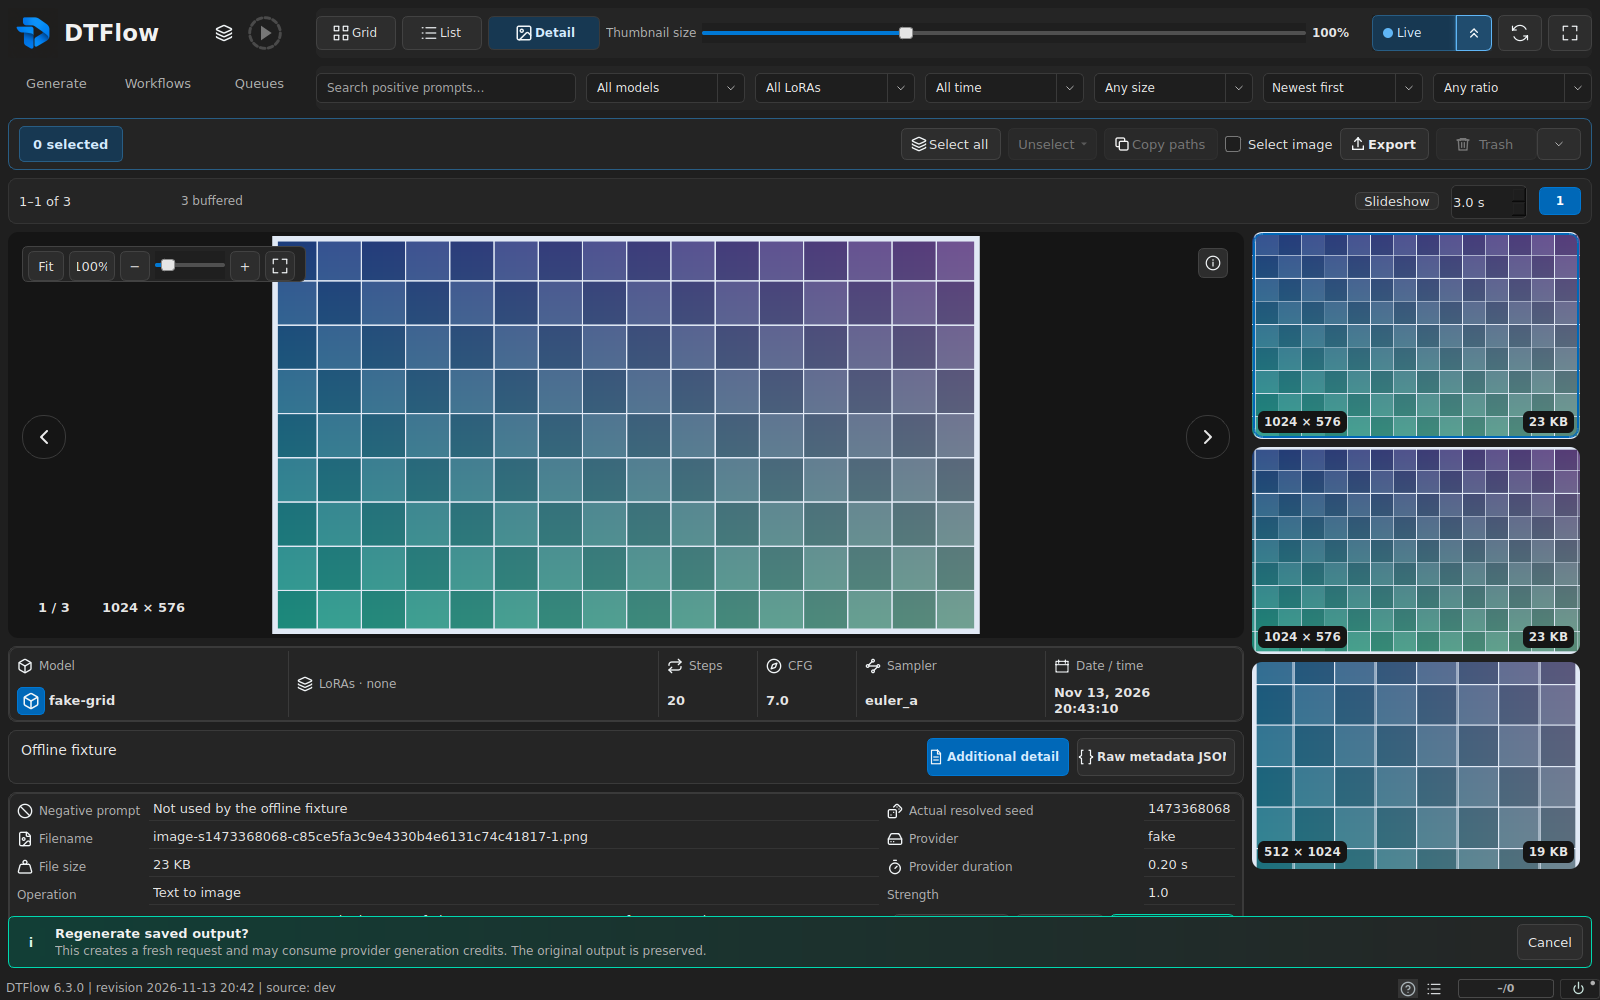 DTFlow
Grid
List
Detail
Thumbnail size
100%
Live
Generate
Workflows
Queues
Search positive prompts...
All models
All LoRAs
All time
Any size
Newest first
Any ratio
0 selected
Select all
Unselect
Copy paths
Select image
Export
Trash
1–1 of 3
3 buffered
Slideshow
3.0 s
1
Fit
100%
1 / 3
1024 × 576
1024 × 576
23 KB
1024 × 576
23 KB
512 × 1024
19 KB
Model
fake-grid
LoRAs · none
Steps
20
CFG
7.0
Sampler
euler_a
Date / time
Nov 13, 2026
20:43:10
Offline fixture
Additional detail
Raw metadata JSON
Negative prompt
Not used by the offline fixture
Actual resolved seed
1473368068
Filename
image-s1473368068-c85ce5fa3c9e4330b4e6131c74c41817-1.png
Provider
fake
File size
23 KB
Provider duration
0.20 s
Operation
Text to image
Strength
1.0
Regenerate saved output?
This creates a fresh request and may consume provider generation credits. The original output is preserved.
Cancel
DTFlow 6.3.0 | revision 2026-11-13 20:42 | source: dev
–/0